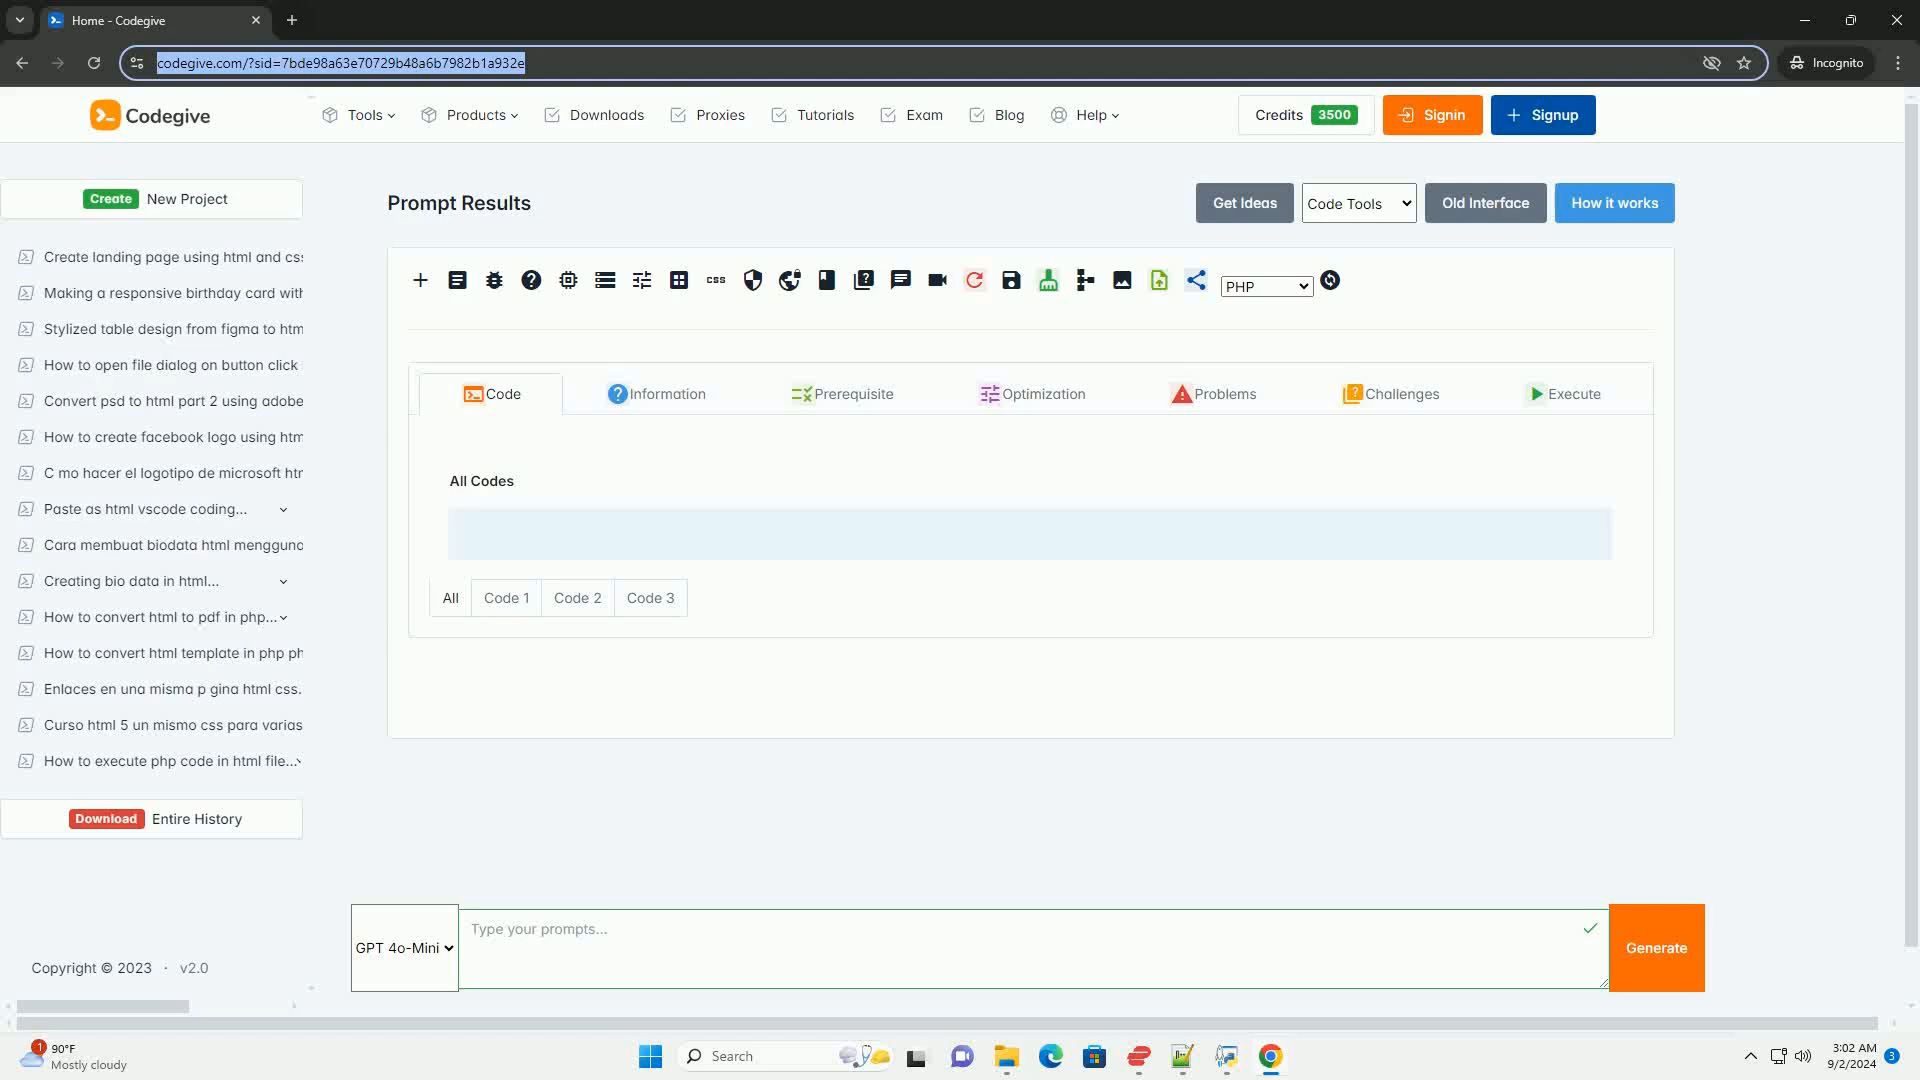 Home - Codegive
codegive.com/?sid=7bde98a63e70729b48a6b7982b1a932e
Incognito
Codegive
Tools
Products
Downloads
Proxies
Tutorials
Exam
Blog
Help
Credits 3500
Signin
Signup
Create New Project
Create landing page using html and css
Making a responsive birthday card with
Stylized table design from figma to htm
How to open file dialog on button click
Convert psd to html part 2 using adobe
How to create facebook logo using htm
C mo hacer el logotipo de microsoft htr
Paste as html vscode coding...
Cara membuat biodata html mengguna
Creating bio data in html...
How to convert html to pdf in php...
How to convert html template in php ph
Enlaces en una misma p gina html css.
Curso html 5 un mismo css para varias
How to execute php code in html file...
Download Entire History
Copyright © 2023 · v2.0
Prompt Results
Get Ideas
Code Tools
Old Interface
How it works
css
PHP
Code
Information
Prerequisite
Optimization
Problems
Challenges
Execute
All Codes
All
Code 1
Code 2
Code 3
GPT 4o-Mini
Type your prompts...
Generate
1
90°F
Mostly cloudy
Search
3:02 AM
9/2/2024
3